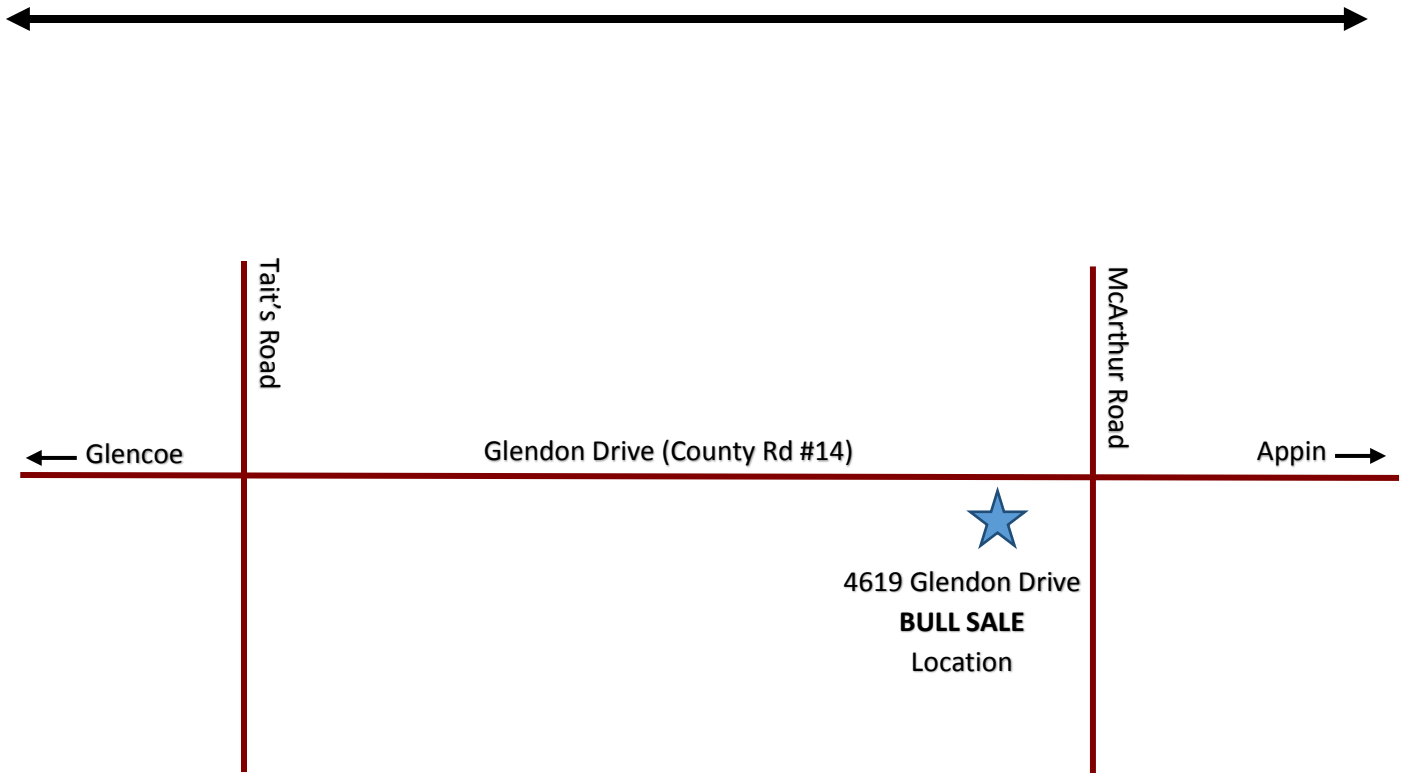 Tait’s Road
McArthur Road
Glencoe
Glendon Drive (County Rd #14)
Appin
4619 Glendon Drive
BULL SALE
Location